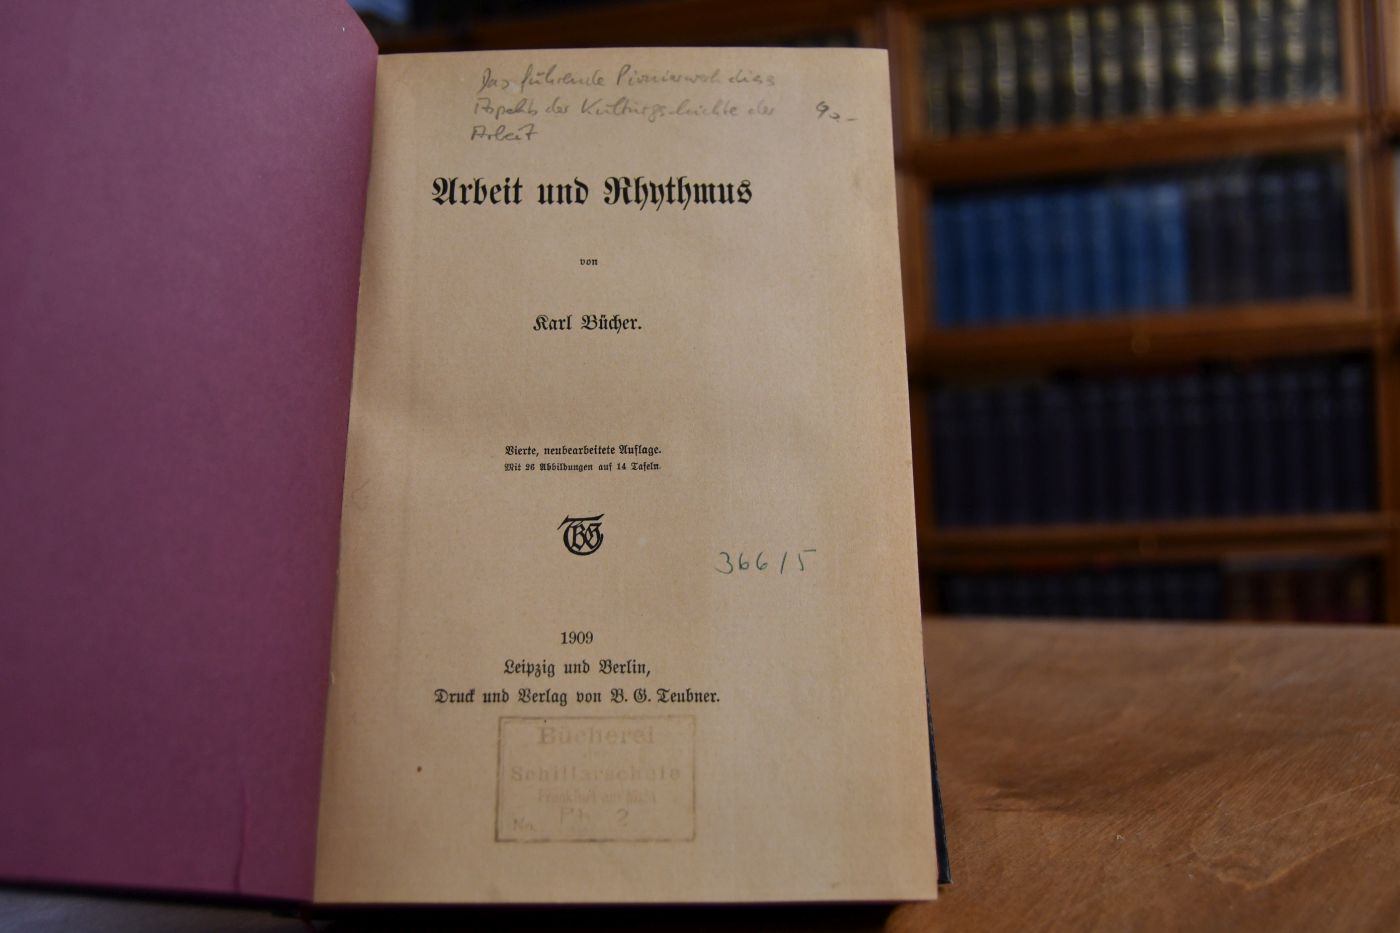 Das führende Pionierwerk dieses
Aspekts der Kulturgeschichte der
Arbeit
Arbeit und Rhythmus
von
Karl Bücher.
Vierte, neubearbeitete Auflage.
Mit 26 Abbildungen auf 14 Tafeln.
TBG
366/5
1909
Leipzig und Berlin,
Druck und Verlag von B. G. Teubner.
Bücherei
Schillerschule
Frankfurt am Main
No. Ph 2